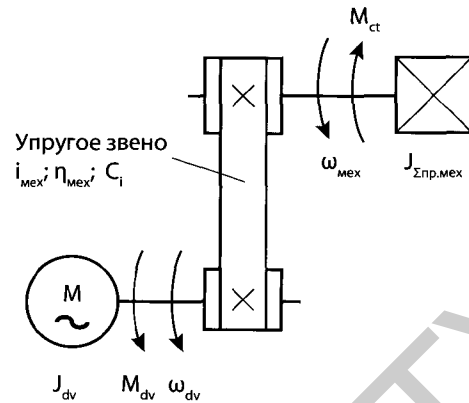 M_ct
Упругое звено
i_мех; η_мех; C_i
ω_мех
J_Σпр.мех
M
~
J_dv
M_dv
ω_dv